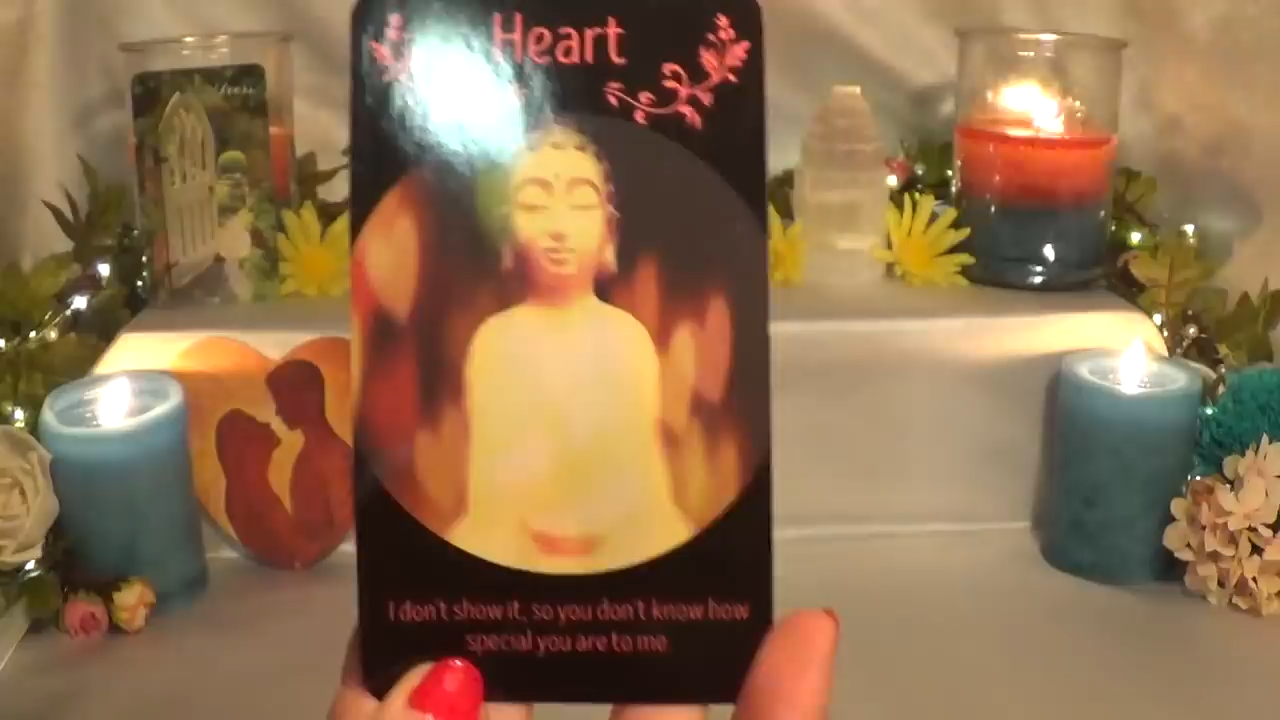 Heart
I don't show it, so you don't know how
special you are to me